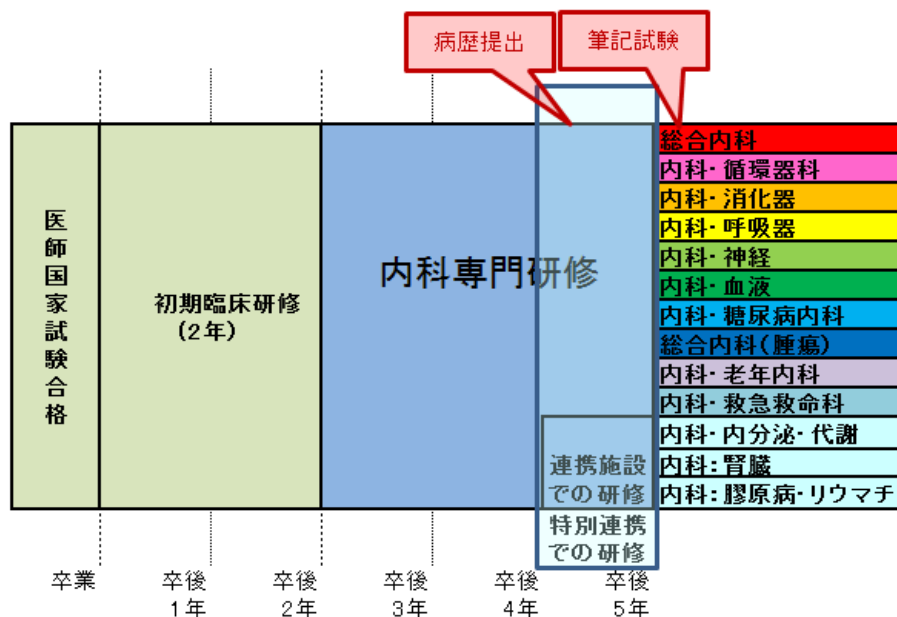 病歴提出
筆記試験
医師国家試験合格
初期臨床研修
(2年)
内科専門研修
連携施設
での研修
特別連携
での研修
総合内科
内科・循環器科
内科・消化器
内科・呼吸器
内科・神経
内科・血液
内科・糖尿病内科
総合内科(腫瘍)
内科・老年内科
内科・救急救命科
内科・内分泌・代謝
内科:腎臓
内科:膠原病・リウマチ
卒業
卒後
1年
卒後
2年
卒後
3年
卒後
4年
卒後
5年